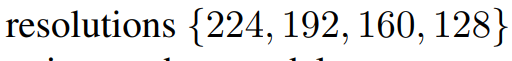 resolutions {224, 192, 160, 128}